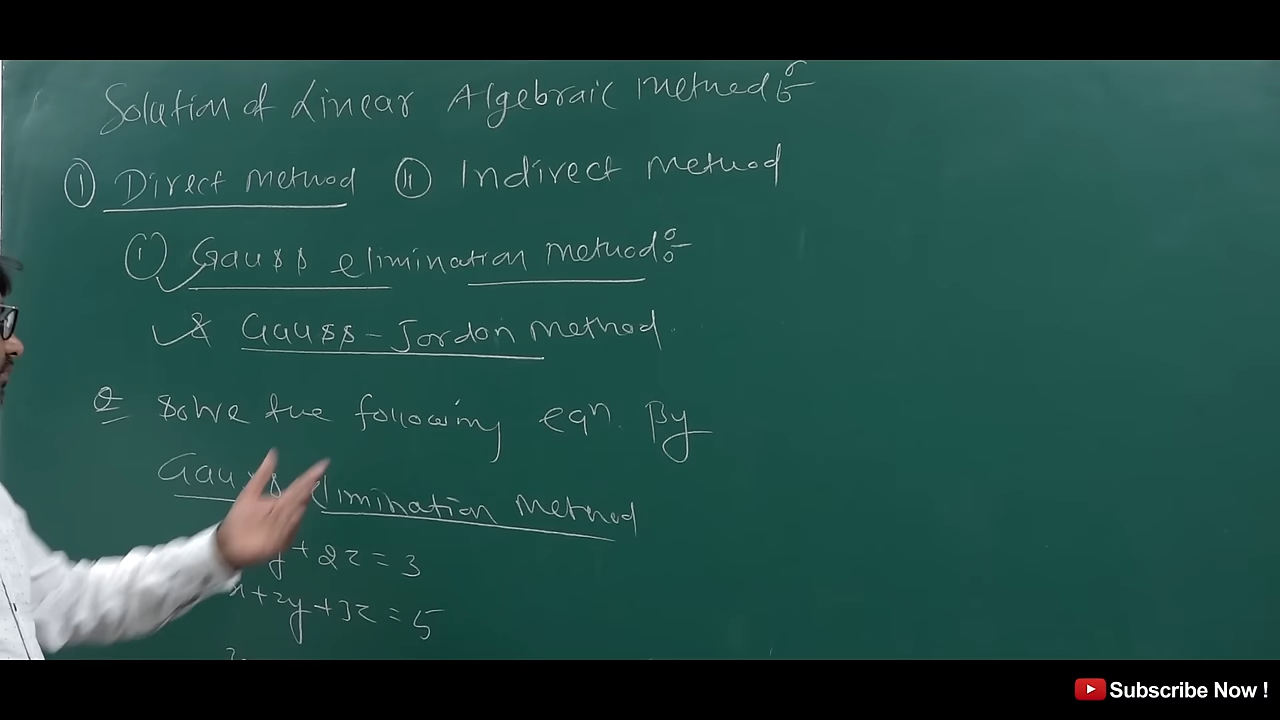 Solution of Linear Algebraic Method :-
(I) Direct Method (II) Indirect Method
(i) Gauss elimination Method :-
& Gauss-Jordon Method.
Q Solve the following eqn. By
Gauss elimination Method
y + 2z = 3
x + 2y + 3z = 5
Subscribe Now !